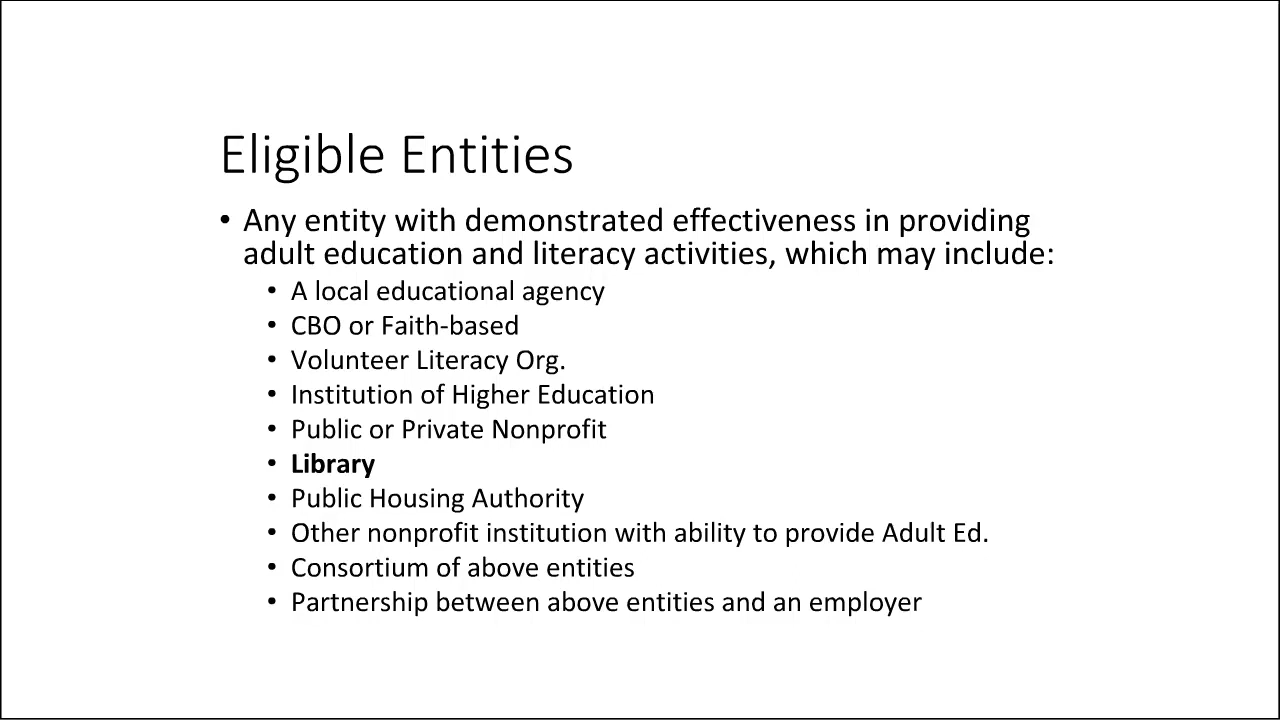 Eligible Entities
• Any entity with demonstrated effectiveness in providing
adult education and literacy activities, which may include:
• A local educational agency
• CBO or Faith-based
• Volunteer Literacy Org.
• Institution of Higher Education
• Public or Private Nonprofit
• Library
• Public Housing Authority
• Other nonprofit institution with ability to provide Adult Ed.
• Consortium of above entities
• Partnership between above entities and an employer